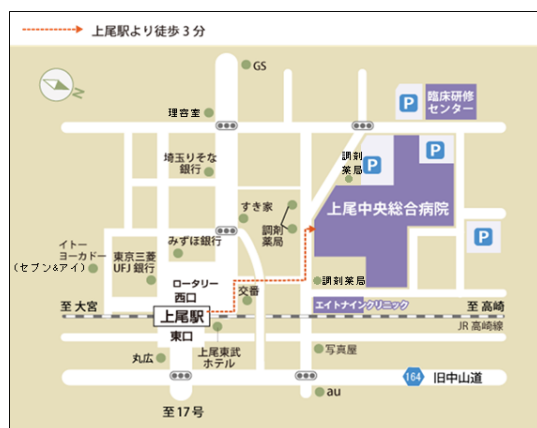 上尾駅より徒歩3分
GS
N
P
臨床研修
センター
理容室
P
P
調剤
薬局
埼玉りそな
銀行
すき家
上尾中央総合病院
調剤
薬局
P
イトー
ヨーカドー
(セブン&アイ)
東京三菱
UFJ銀行
みずほ銀行
ロータリー
西口
交番
調剤薬局
エイトナインクリニック
至大宮
上尾駅
至高崎
JR高崎線
東口
丸広
上尾東武
ホテル
写真屋
164 旧中山道
au
至17号